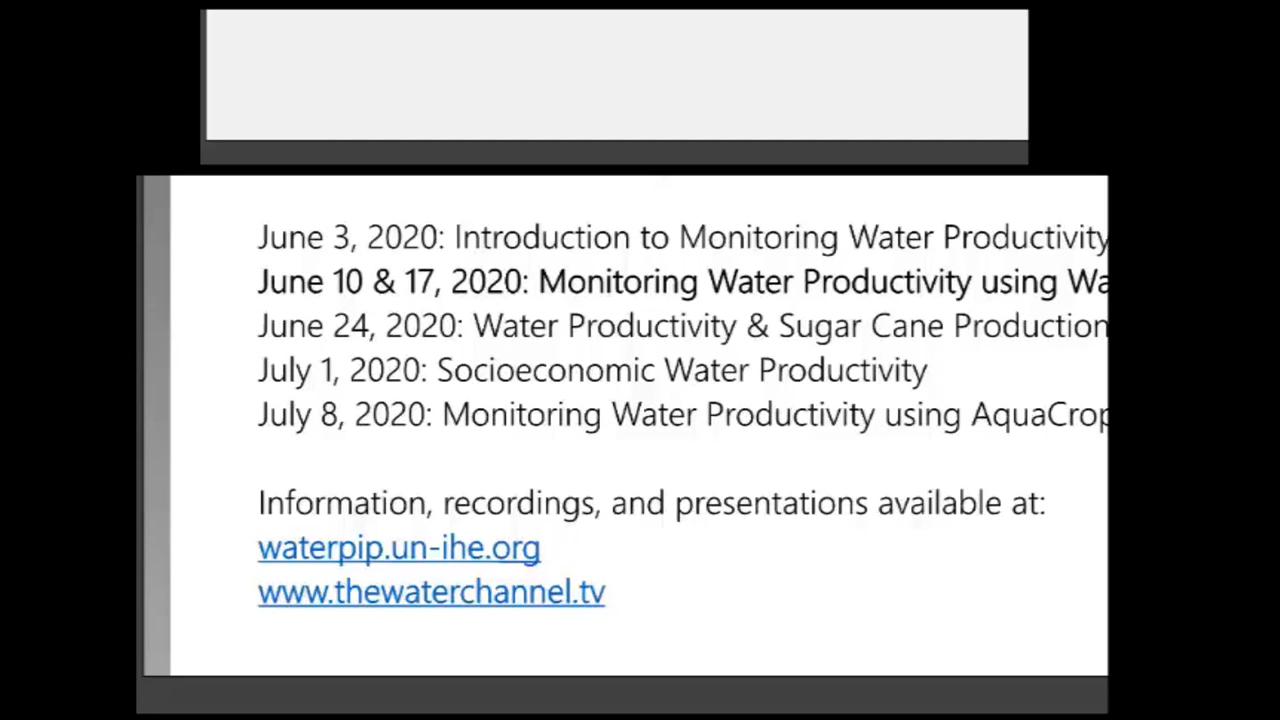 June 3, 2020: Introduction to Monitoring Water Productivity
June 10 & 17, 2020: Monitoring Water Productivity using Wa
June 24, 2020: Water Productivity & Sugar Cane Production
July 1, 2020: Socioeconomic Water Productivity
July 8, 2020: Monitoring Water Productivity using AquaCrop
Information, recordings, and presentations available at:
waterpip.un-ihe.org
www.thewaterchannel.tv